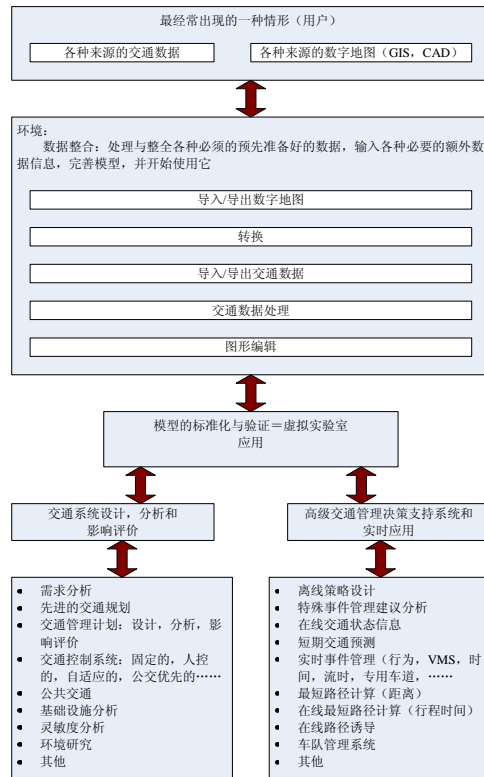 最经常出现的一种情形（用户）
各种来源的交通数据
各种来源的数字地图（GIS，CAD）
环境：
数据整合：处理与整全各种必须的预先准备好的数据，输入各种必要的额外数
据信息，完善模型，并开始使用它
导入/导出数字地图
转换
导入/导出交通数据
交通数据处理
图形编辑
模型的标准化与验证＝虚拟实验室
应用
交通系统设计，分析和
影响评价
高级交通管理决策支持系统和
实时应用
• 需求分析
• 先进的交通规划
• 交通管理计划：设计，分析，影
响评价
• 交通控制系统：固定的，人控
的，自适应的，公交优先的……
• 公共交通
• 基础设施分析
• 灵敏度分析
• 环境研究
• 其他
• 离线策略设计
• 特殊事件管理建议分析
• 在线交通状态信息
• 短期交通预测
• 实时事件管理（行为，VMS，时
间，流时，专用车道，……
• 最短路径计算（距离）
• 在线最短路径计算（行程时间）
• 在线路径诱导
• 车队管理系统
• 其他